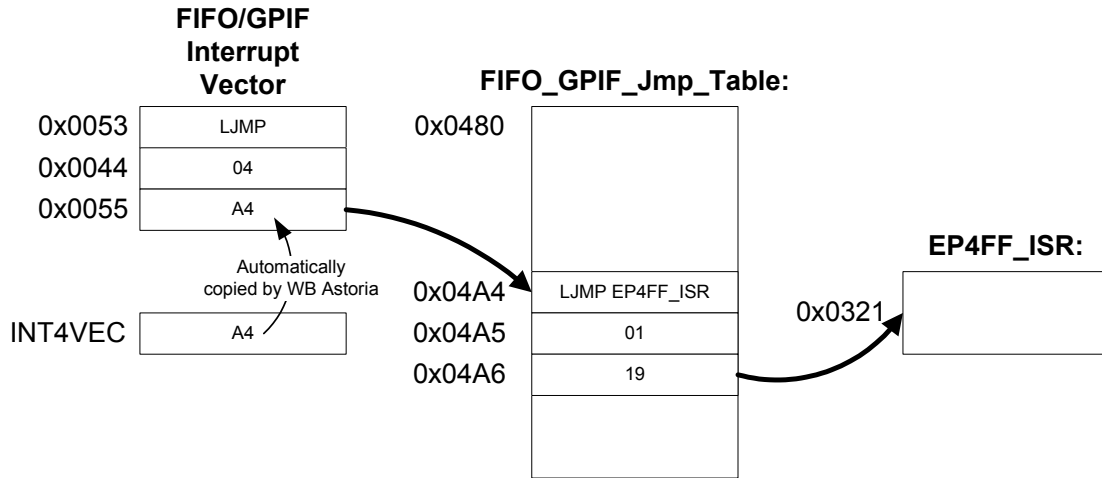 FIFO/GPIF
Interrupt
Vector
0x0053
LJMP
0x0044
04
0x0055
A4
Automatically
copied by WB Astoria
INT4VEC
A4
FIFO_GPIF_Jmp_Table:
0x0480
0x04A4
LJMP EP4FF_ISR
0x04A5
01
0x04A6
19
EP4FF_ISR:
0x0321